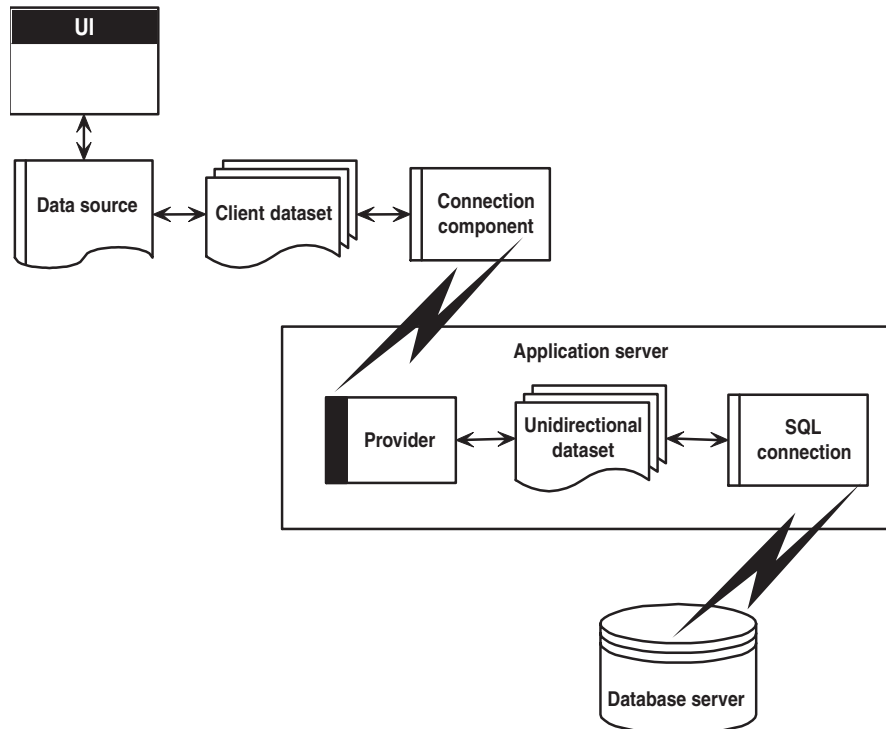 UI
Data source
Client dataset
Connection
component
Application server
Provider
Unidirectional
dataset
SQL
connection
Database server